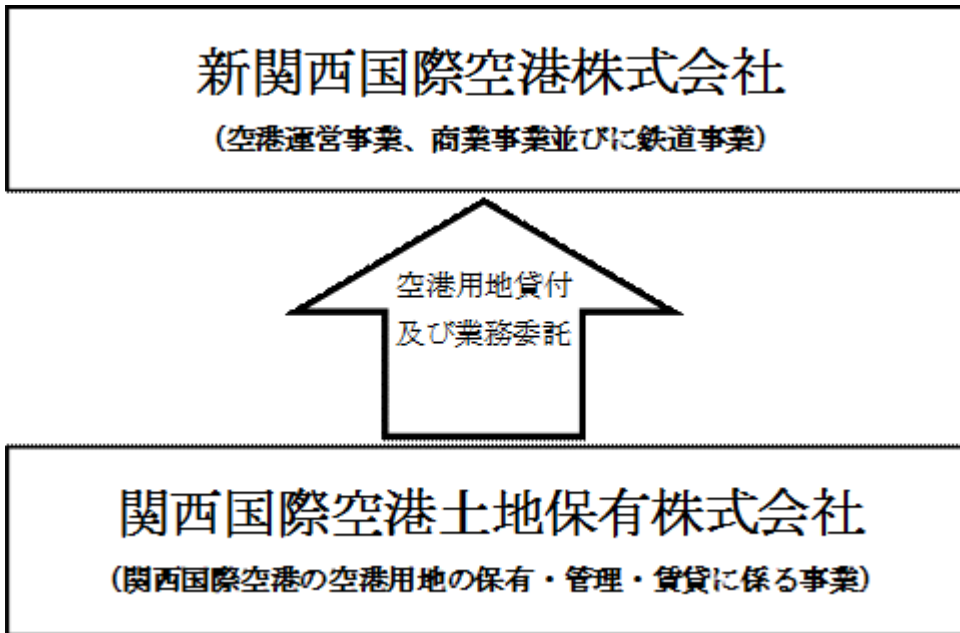 新関西国際空港株式会社
（空港運営事業、商業事業並びに鉄道事業）
空港用地貸付
及び業務委託
関西国際空港土地保有株式会社
（関西国際空港の空港用地の保有・管理・賃貸に係る事業）